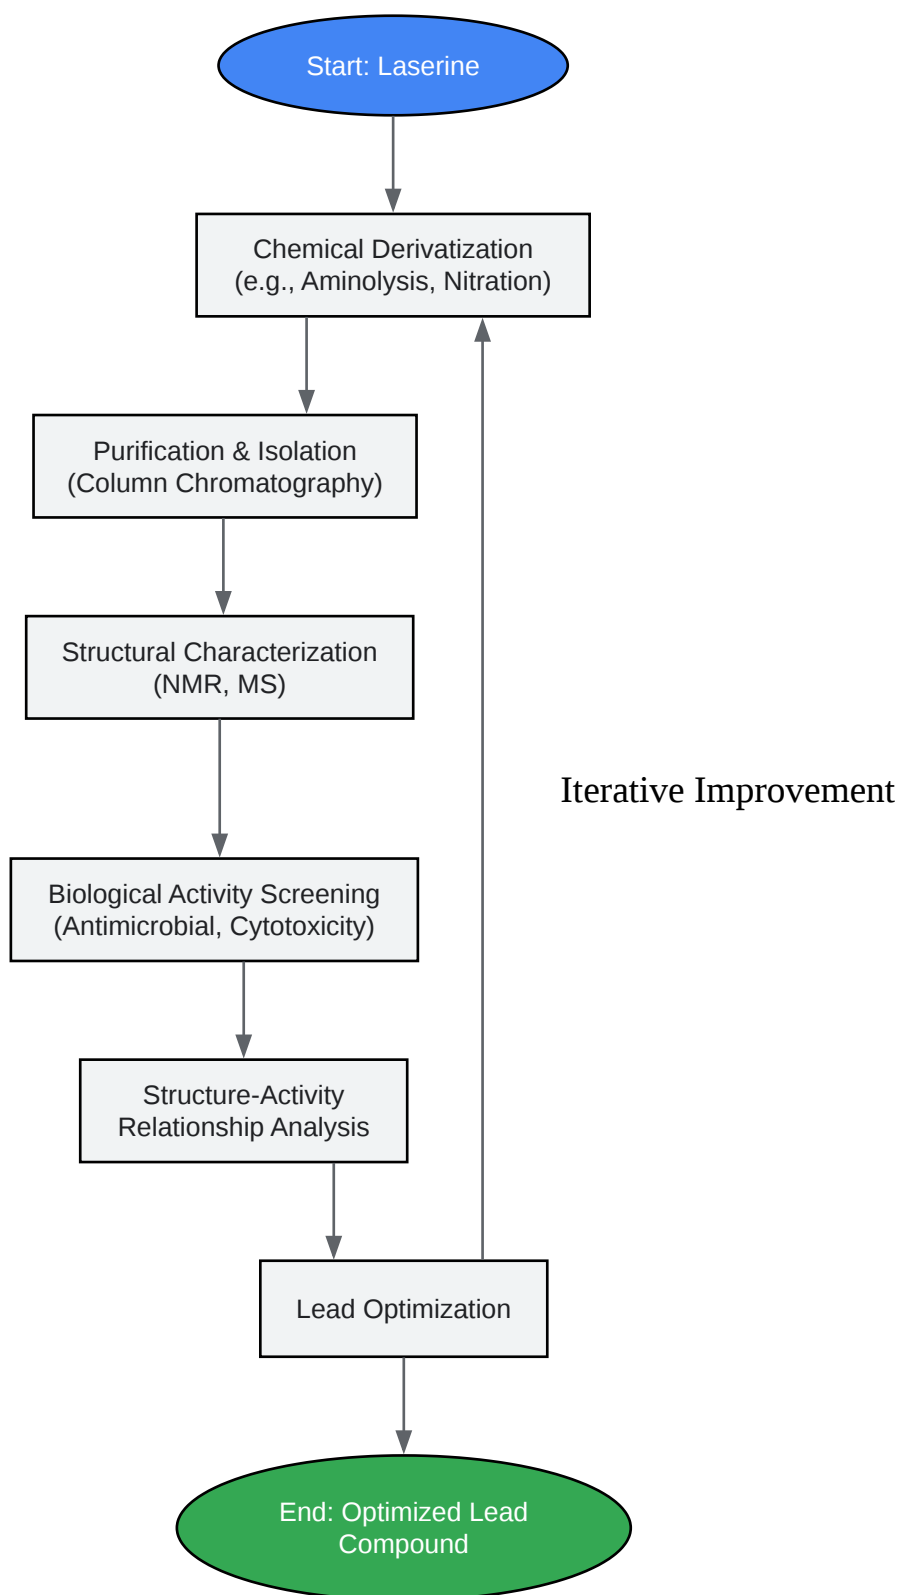 Start: Laserine
Chemical Derivatization
(e.g., Aminolysis, Nitration)
Purification & Isolation
(Column Chromatography)
Structural Characterization
(NMR, MS)
Iterative Improvement
Biological Activity Screening
(Antimicrobial, Cytotoxicity)
Structure-Activity
Relationship Analysis
Lead Optimization
End: Optimized Lead
Compound